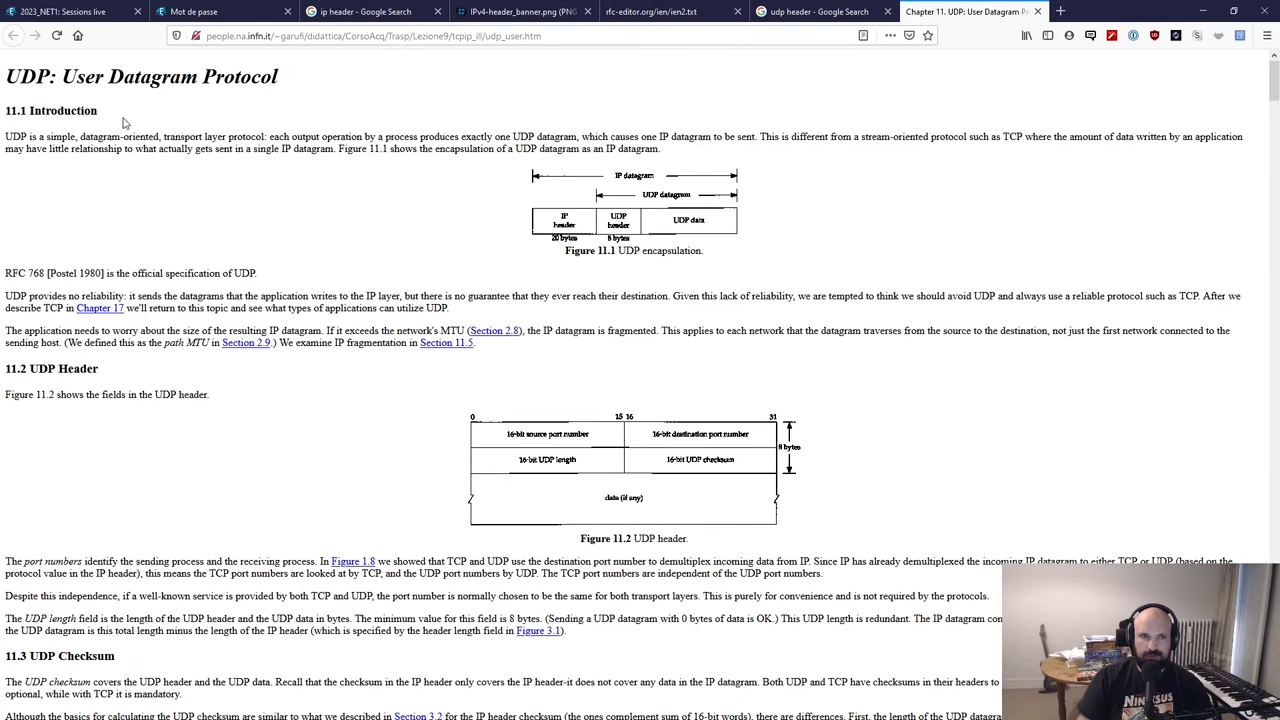 2023_NET1: Sessions live
Mot de passe
ip header - Google Search
IPv4-header_banner.png (PNG
rfc-editor.org/ien/ien2.txt
udp header - Google Search
Chapter 11. UDP: User Datagram Pr
people.na.infn.it/~garufi/didattica/CorsoAcq/Trasp/Lezione9/tcpip_ill/udp_user.htm
UDP: User Datagram Protocol
11.1 Introduction
UDP is a simple, datagram-oriented, transport layer protocol: each output operation by a process produces exactly one UDP datagram, which causes one IP datagram to be sent. This is different from a stream-oriented protocol such as TCP where the amount of data written by an application
may have little relationship to what actually gets sent in a single IP datagram. Figure 11.1 shows the encapsulation of a UDP datagram as an IP datagram.
IP datagram
UDP datagram
IP header
UDP header
UDP data
20 bytes
8 bytes
Figure 11.1 UDP encapsulation.
RFC 768 [Postel 1980] is the official specification of UDP.
UDP provides no reliability: it sends the datagrams that the application writes to the IP layer, but there is no guarantee that they ever reach their destination. Given this lack of reliability, we are tempted to think we should avoid UDP and always use a reliable protocol such as TCP. After we
describe TCP in Chapter 17 we'll return to this topic and see what types of applications can utilize UDP.
The application needs to worry about the size of the resulting IP datagram. If it exceeds the network's MTU (Section 2.8), the IP datagram is fragmented. This applies to each network that the datagram traverses from the source to the destination, not just the first network connected to the
sending host. (We defined this as the path MTU in Section 2.9.) We examine IP fragmentation in Section 11.5.
11.2 UDP Header
Figure 11.2 shows the fields in the UDP header.
0 15 16 31
16-bit source port number
16-bit destination port number
8 bytes
16-bit UDP length
16-bit UDP checksum
data (if any)
Figure 11.2 UDP header.
The port numbers identify the sending process and the receiving process. In Figure 1.8 we showed that TCP and UDP use the destination port number to demultiplex incoming data from IP. Since IP has already demultiplexed the incoming IP datagram to either TCP or UDP (based on the
protocol value in the IP header), this means the TCP port numbers are looked at by TCP, and the UDP port numbers by UDP. The TCP port numbers are independent of the UDP port numbers.
Despite this independence, if a well-known service is provided by both TCP and UDP, the port number is normally chosen to be the same for both transport layers. This is purely for convenience and is not required by the protocols.
The UDP length field is the length of the UDP header and the UDP data in bytes. The minimum value for this field is 8 bytes. (Sending a UDP datagram with 0 bytes of data is OK.) This UDP length is redundant. The IP datagram con
the UDP datagram is this total length minus the length of the IP header (which is specified by the header length field in Figure 3.1).
11.3 UDP Checksum
The UDP checksum covers the UDP header and the UDP data. Recall that the checksum in the IP header only covers the IP header-it does not cover any data in the IP datagram. Both UDP and TCP have checksums in their headers to
optional, while with TCP it is mandatory.
Although the basics for calculating the UDP checksum are similar to what we described in Section 3.2 for the IP header checksum (the ones complement sum of 16-bit words), there are differences. First, the length of the UDP datagra